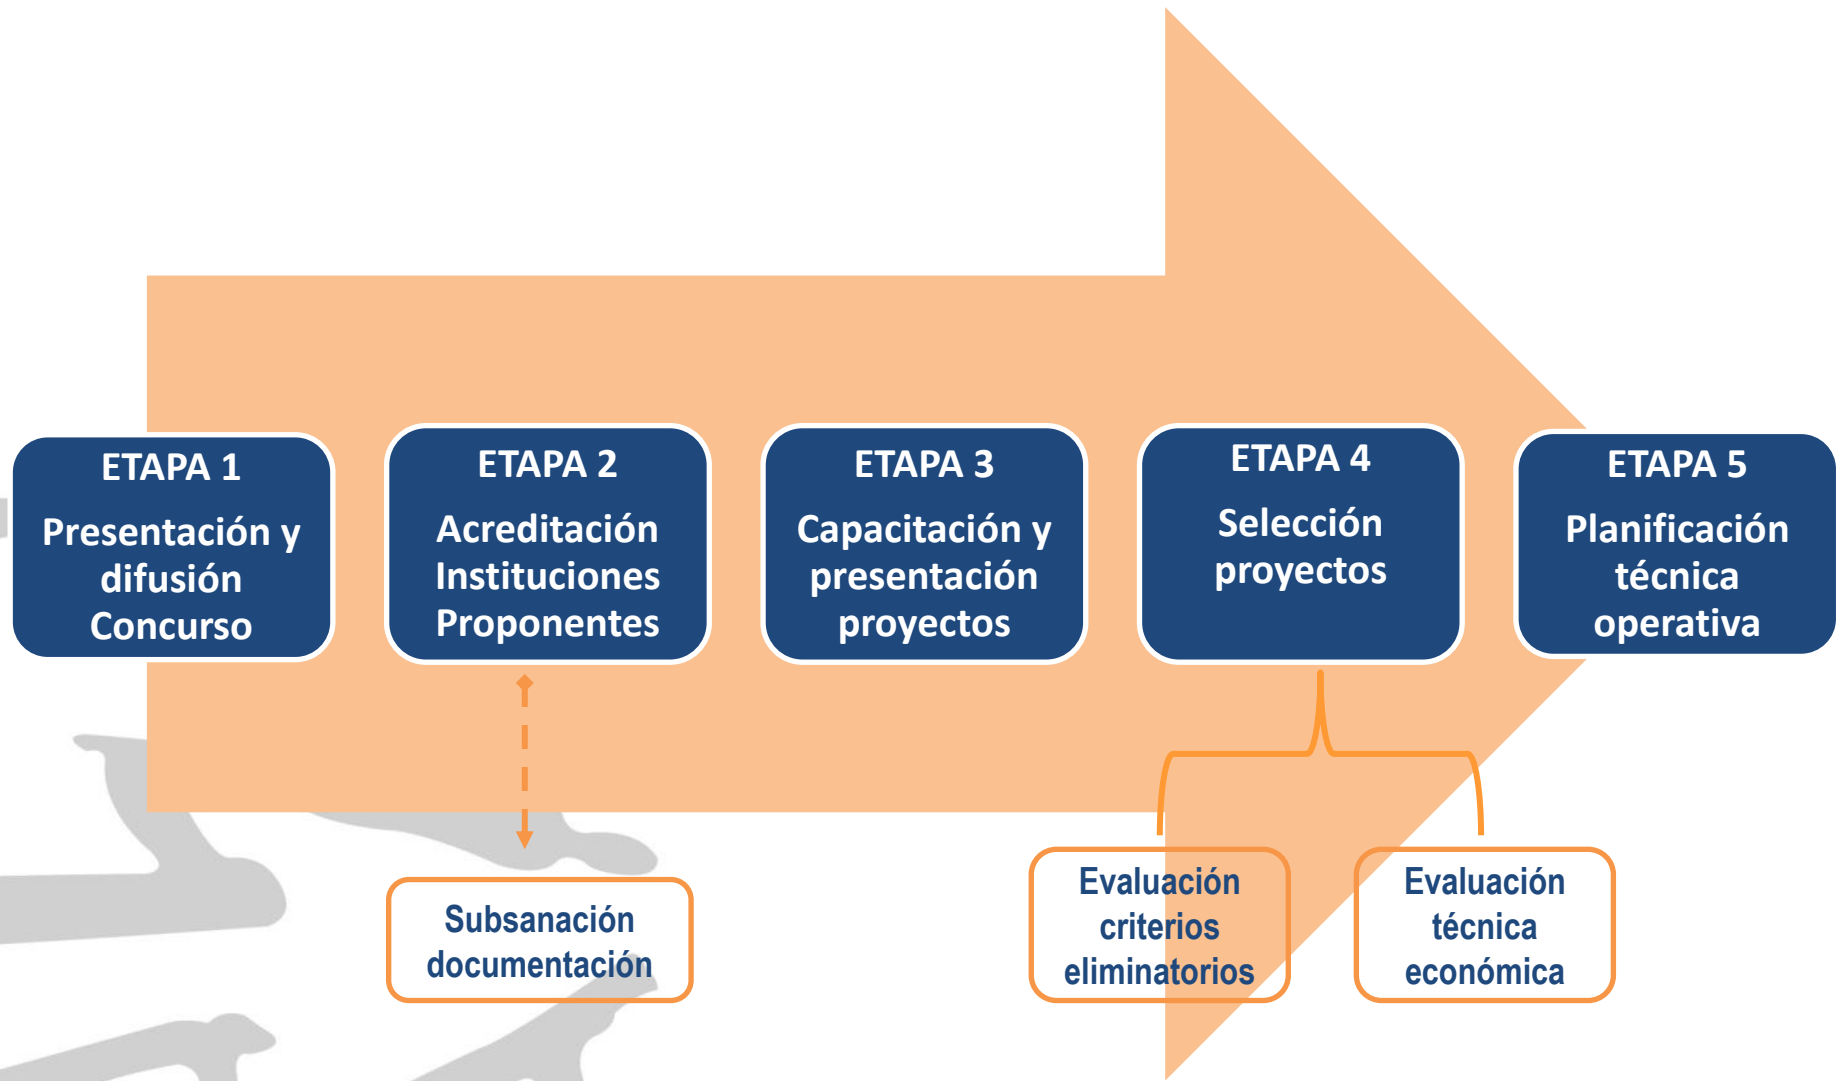 ETAPA 1
Presentación y
difusión
Concurso
ETAPA 2
Acreditación
Instituciones
Proponentes
ETAPA 3
Capacitación y
presentación
proyectos
ETAPA 4
Selección
proyectos
ETAPA 5
Planificación
técnica
operativa
Subsanación
documentación
Evaluación
criterios
eliminatorios
Evaluación
técnica
económica